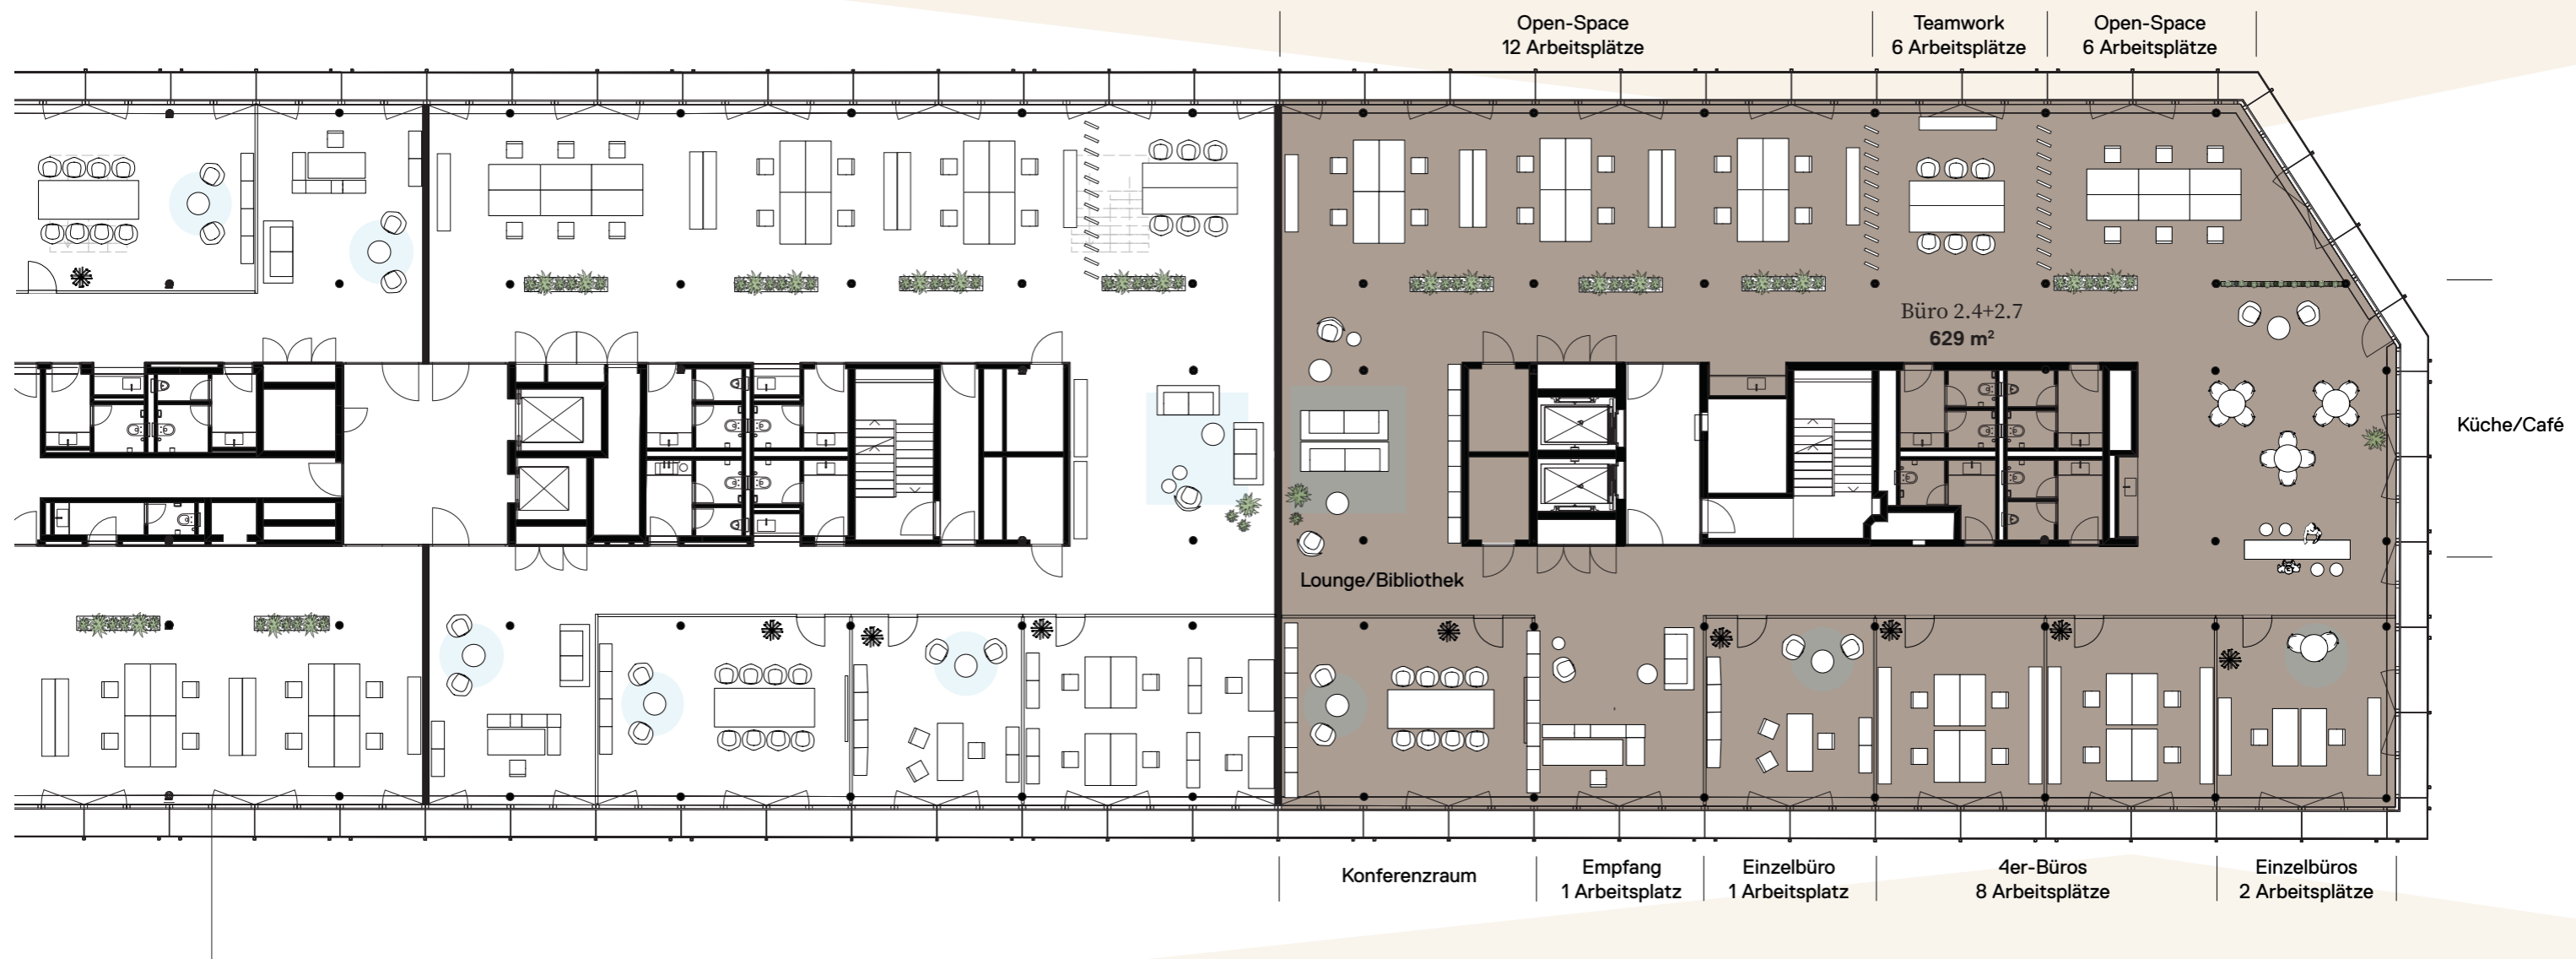 Open-Space
12 Arbeitsplätze
Teamwork
6 Arbeitsplätze
Open-Space
6 Arbeitsplätze
Büro 2.4+2.7
629 m²
Küche/Café
Lounge/Bibliothek
Konferenzraum
Empfang
1 Arbeitsplatz
Einzelbüro
1 Arbeitsplatz
4er-Büros
8 Arbeitsplätze
Einzelbüros
2 Arbeitsplätze